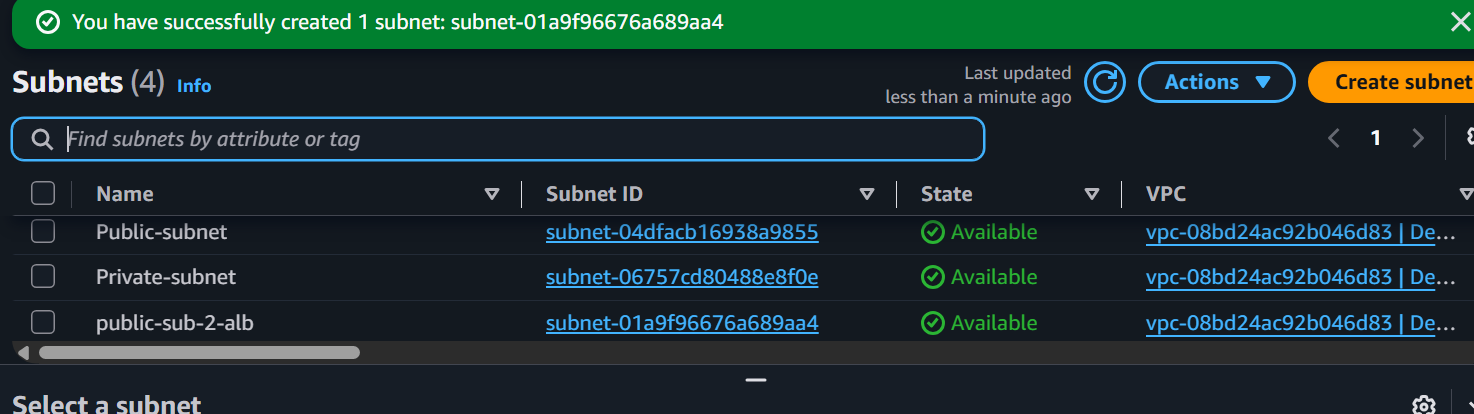 You have successfully created 1 subnet: subnet-01a9f96676a689aa4
Subnets (4) Info
Last updated
less than a minute ago
Actions
Create subnet
Find subnets by attribute or tag
1
Name Subnet ID State VPC
Public-subnet subnet-04dfacb16938a9855 Available vpc-08bd24ac92b046d83 | De...
Private-subnet subnet-06757cd80488e8f0e Available vpc-08bd24ac92b046d83 | De...
public-sub-2-alb subnet-01a9f96676a689aa4 Available vpc-08bd24ac92b046d83 | De...
Select a subnet